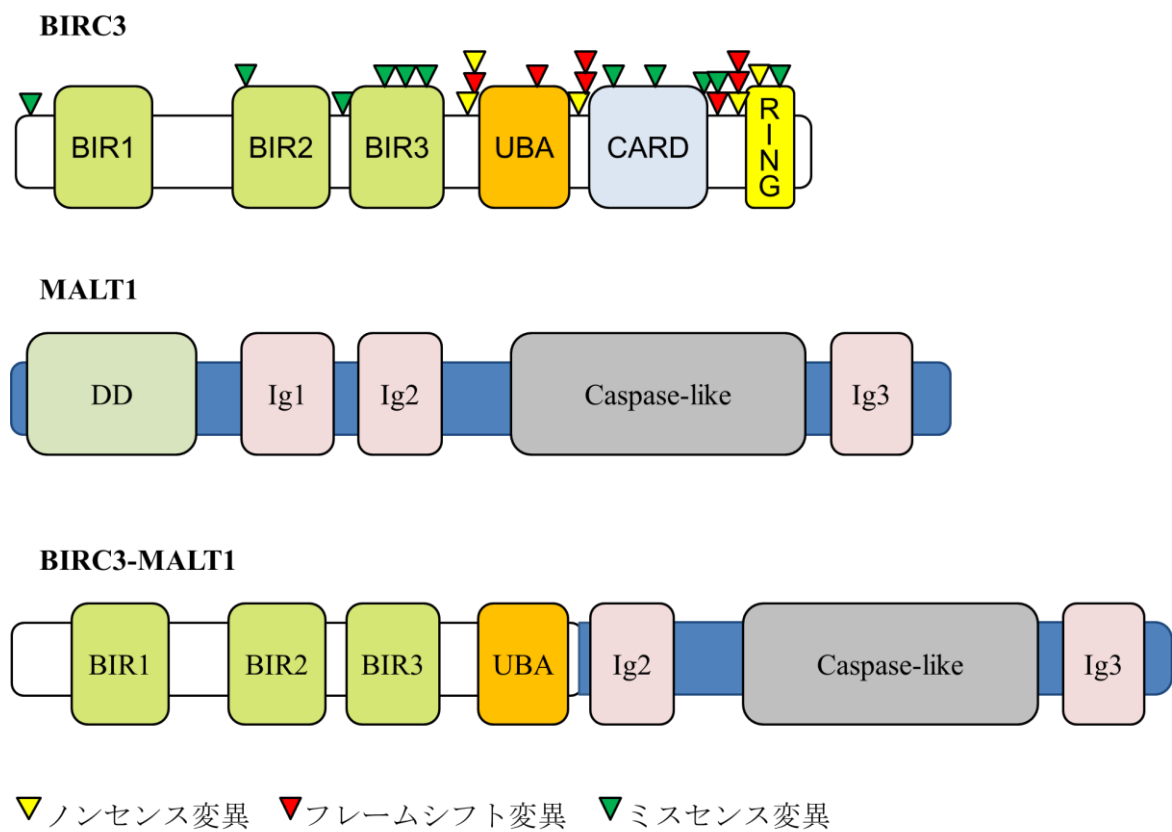 BIRC3
BIR1 BIR2 BIR3 UBA CARD RING
MALT1
DD Ig1 Ig2 Caspase-like Ig3
BIRC3-MALT1
BIR1 BIR2 BIR3 UBA Ig2 Caspase-like Ig3
ノンセンス変異 フレームシフト変異 ミスセンス変異